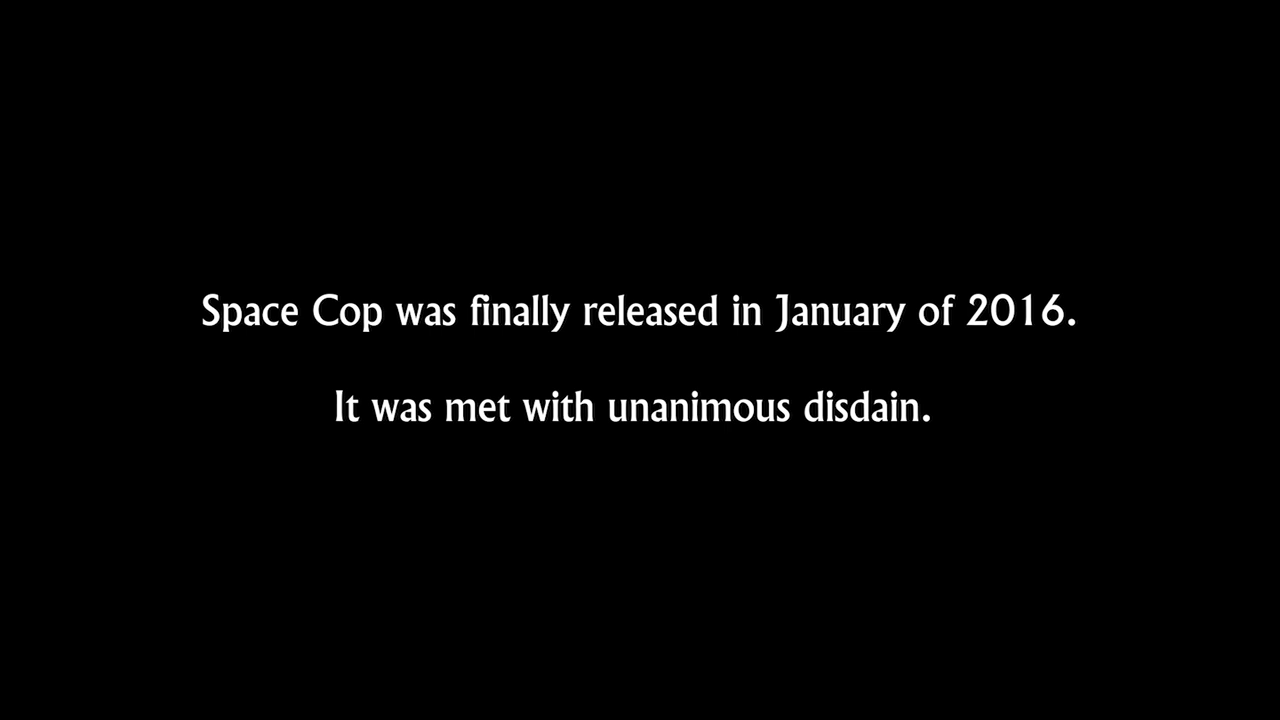 Space Cop was finally released in January of 2016.
It was met with unanimous disdain.